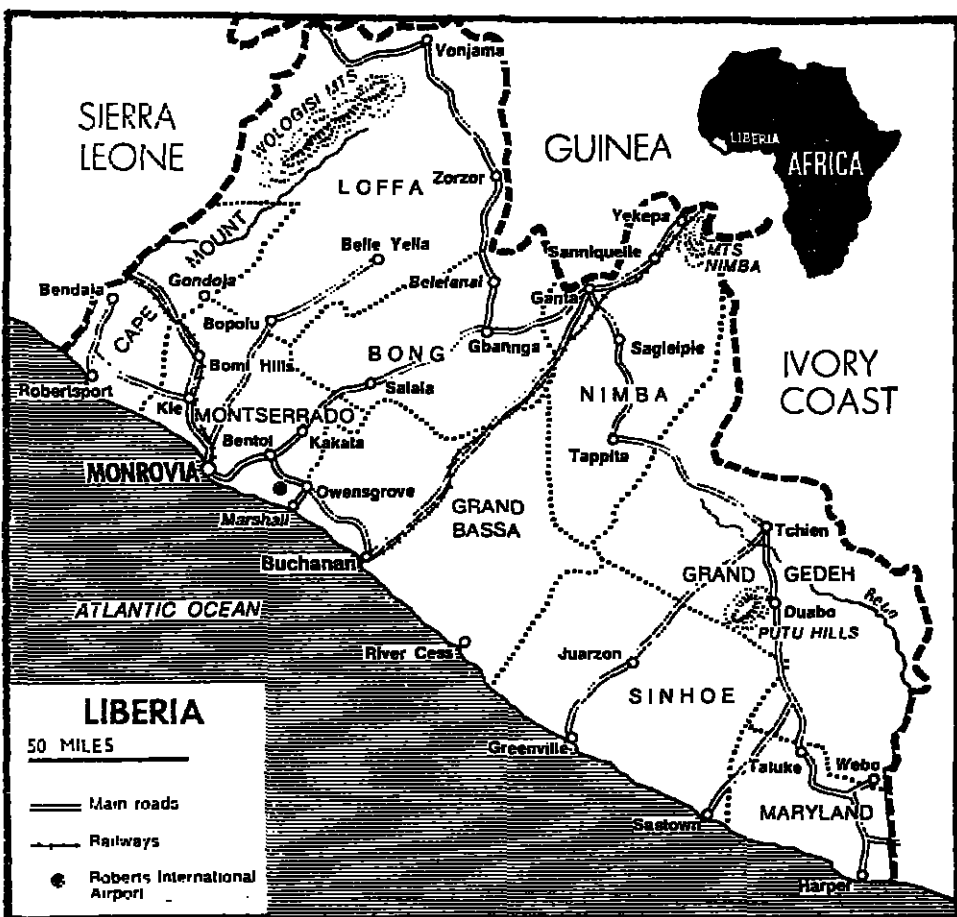 Vonjama
SIERRA
LEONE
WOLOGISI MTS
GUINEA
LIBERIA
AFRICA
Zorzor
LOFFA
Yekepa
MOUNT
Belle Yella
Sanniquelle
MTS
NIMBA
Bendaja
Gondoja
Belefanai
Ganta
CAPE
Bopolu
Gbannga
Sagleipie
BONG
IVORY
COAST
Bomi Hills
Robertsport
Salala
NIMBA
Kle
MONTSERRADO
Bentol
Kakata
Tappita
MONROVIA
Owensgrove
GRAND
BASSA
Marshall
Tchien
Buchanan
GRAND GEDEH
ATLANTIC OCEAN
Duabo
PUTU HILLS
River Cess
Juarzon
SINHOE
LIBERIA
50 MILES
Greenville
Tatuke
Webo
Main roads
MARYLAND
Sastown
Railways
Roberts International
Airport
Harper